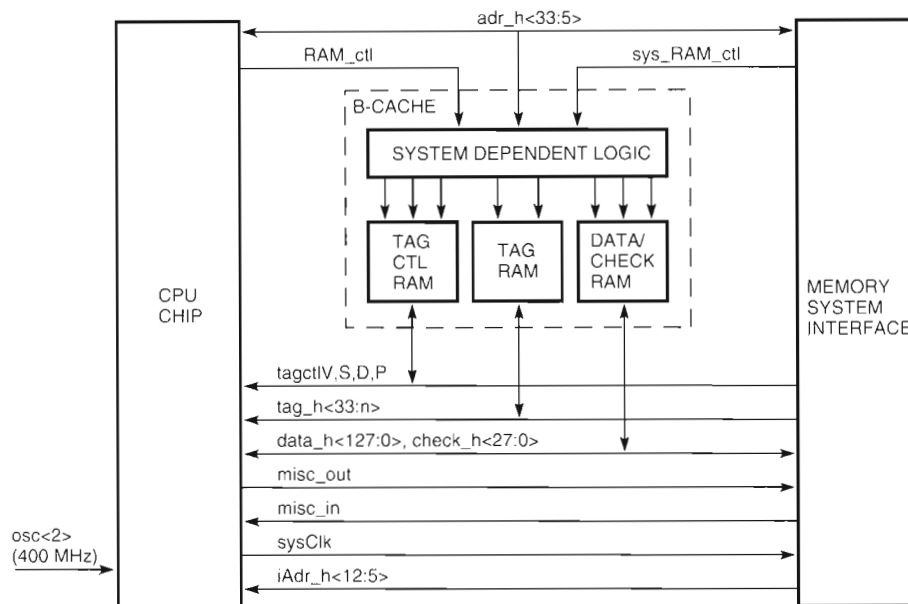 adr_h<33:5>
RAM_ctl
sys_RAM_ctl
B-CACHE
SYSTEM DEPENDENT LOGIC
TAG
CTL
RAM
TAG
RAM
DATA/
CHECK
RAM
CPU
CHIP
MEMORY
SYSTEM
INTERFACE
tagctlV,S,D,P
tag_h<33:n>
data_h<127:0>, check_h<27:0>
misc_out
misc_in
osc<2>
(400 MHz)
sysClk
iAdr_h<12:5>